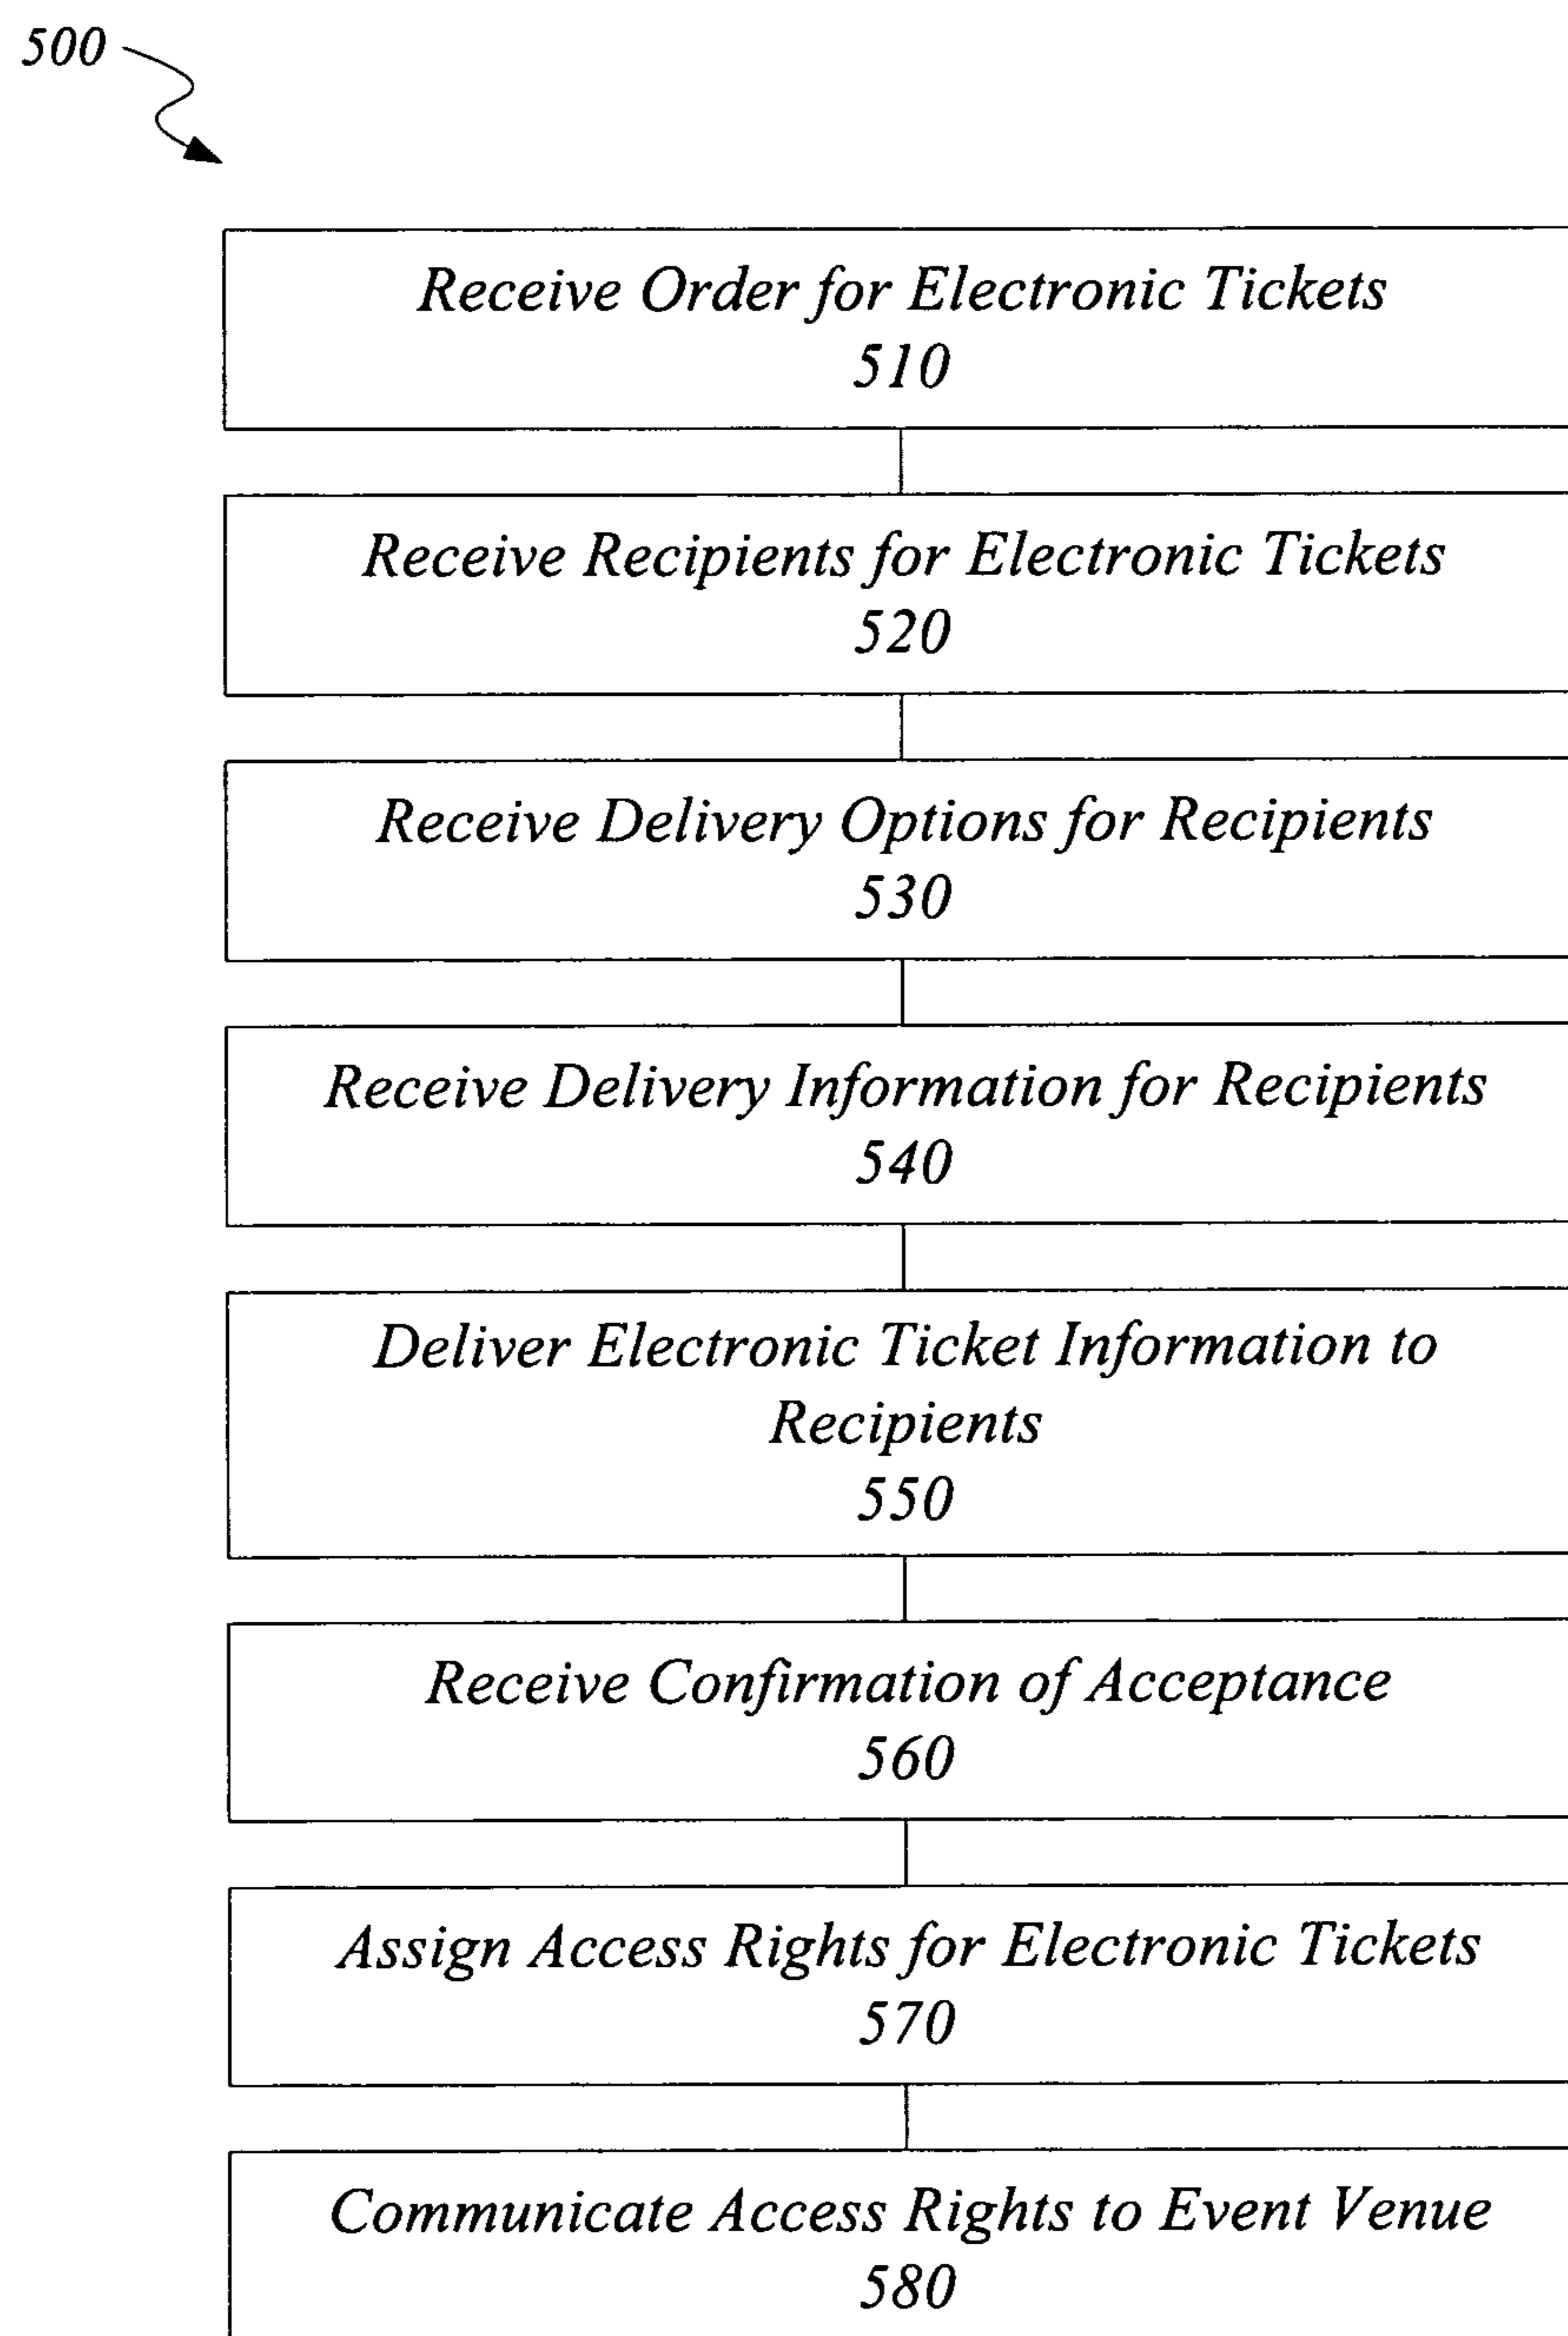 500
Receive Order for Electronic Tickets
510
Receive Recipients for Electronic Tickets
520
Receive Delivery Options for Recipients
530
Receive Delivery Information for Recipients
540
Deliver Electronic Ticket Information to
Recipients
550
Receive Confirmation of Acceptance
560
Assign Access Rights for Electronic Tickets
570
Communicate Access Rights to Event Venue
580